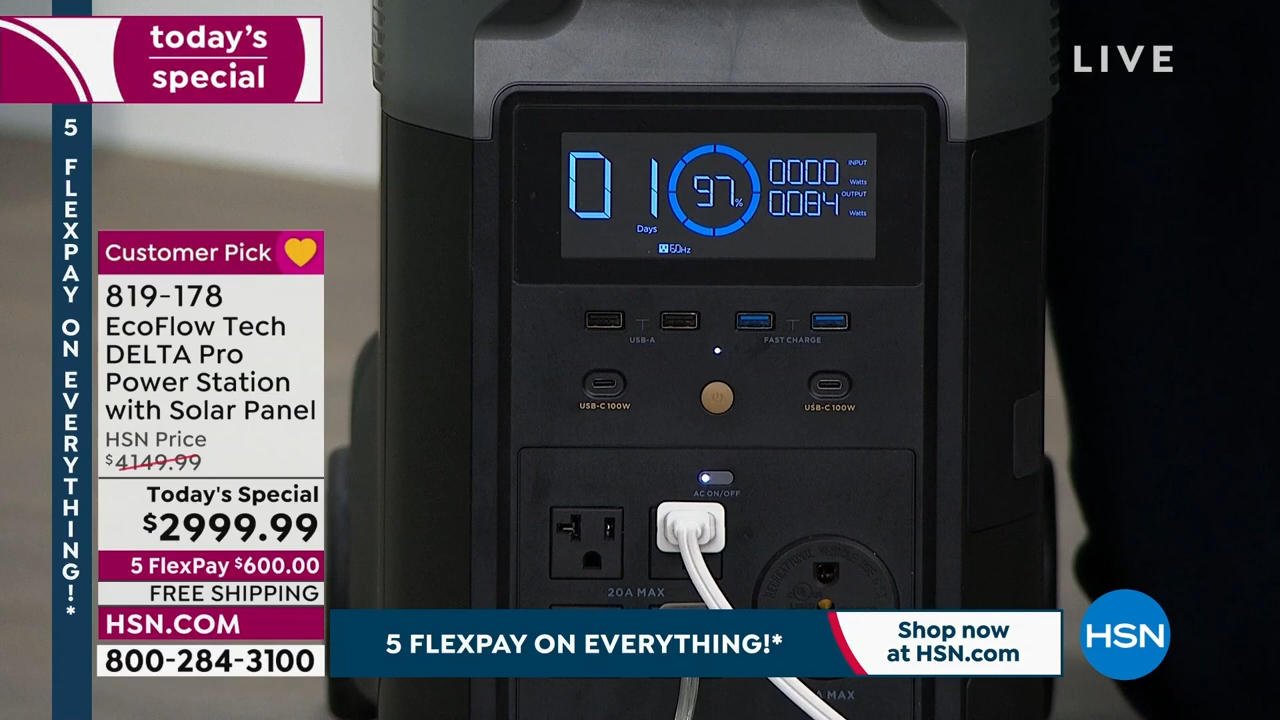 today's
special
LIVE
5 FLEXPAY ON EVERYTHING!*
Customer Pick
819-178
EcoFlow Tech
DELTA Pro
Power Station
with Solar Panel
HSN Price
$4149.99
Today's Special
$2999.99
5 FlexPay $600.00
FREE SHIPPING
HSN.COM
800-284-3100
01
Days
97%
0000
INPUT
Watts
0084
OUTPUT
Watts
60Hz
USB-A
FAST CHARGE
USB-C 100W
USB-C 100W
AC ON/OFF
20A MAX
A MAX
5 FLEXPAY ON EVERYTHING!*
Shop now
at HSN.com
HSN